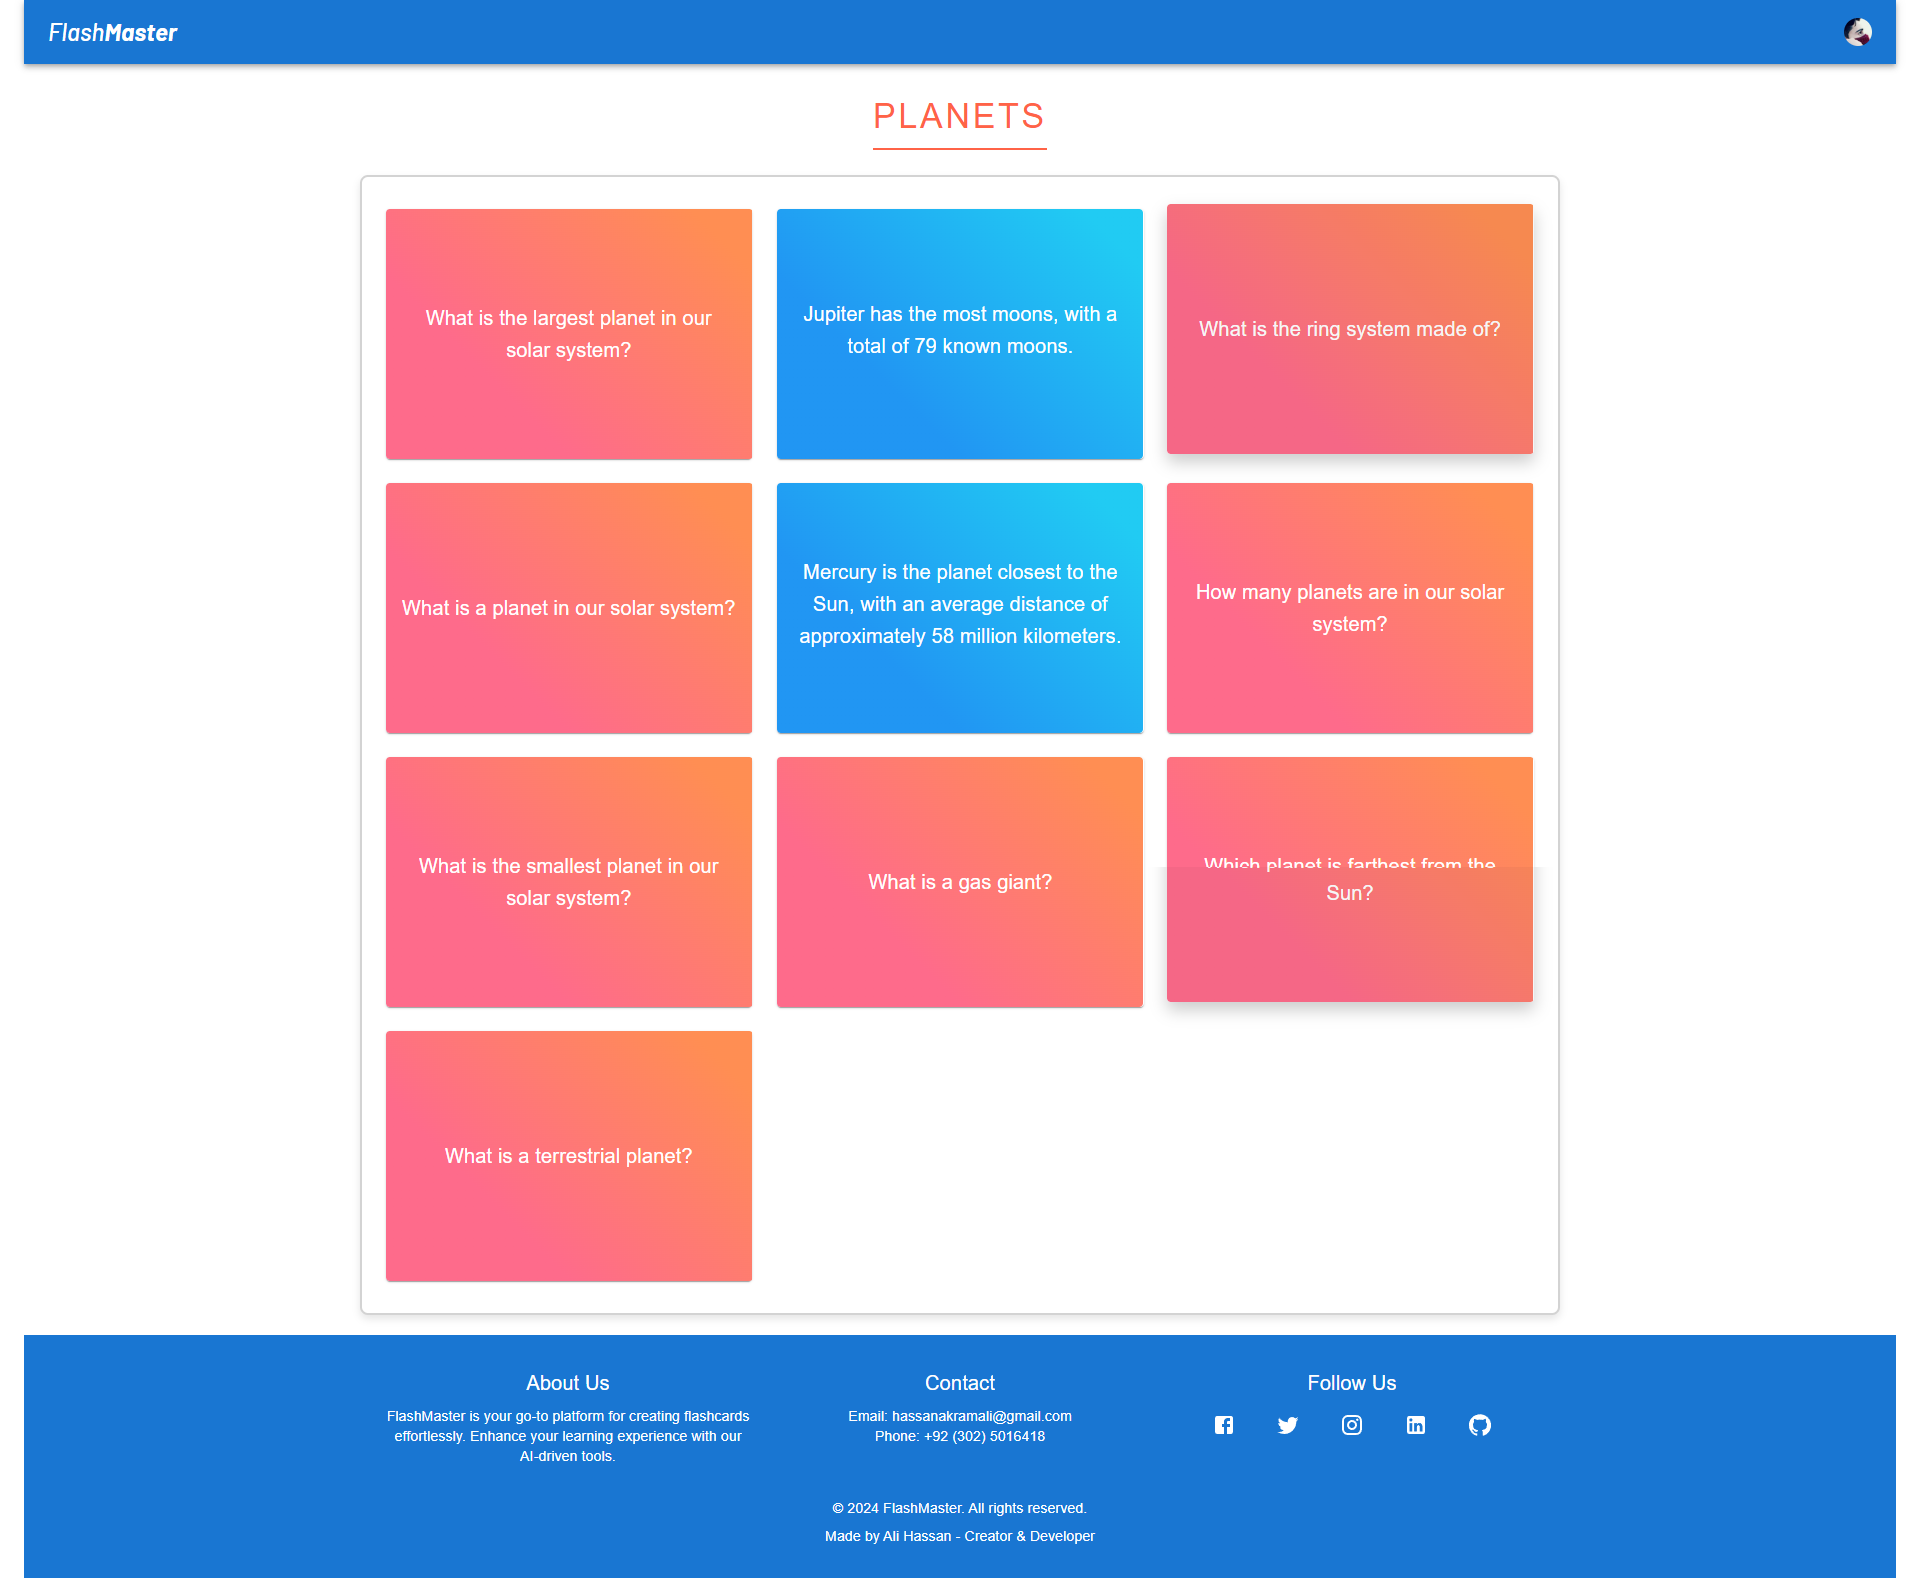 FlashMaster
PLANETS
What is the largest planet in our
solar system?
Jupiter has the most moons, with a
total of 79 known moons.
What is the ring system made of?
What is a planet in our solar system?
Mercury is the planet closest to the
Sun, with an average distance of
approximately 58 million kilometers.
How many planets are in our solar
system?
What is the smallest planet in our
solar system?
What is a gas giant?
Which planet is farthest from the
Sun?
What is a terrestrial planet?
About Us
FlashMaster is your go-to platform for creating flashcards
effortlessly. Enhance your learning experience with our
AI-driven tools.
Contact
Email: hassanakramali@gmail.com
Phone: +92 (302) 5016418
Follow Us
© 2024 FlashMaster. All rights reserved.
Made by Ali Hassan - Creator & Developer